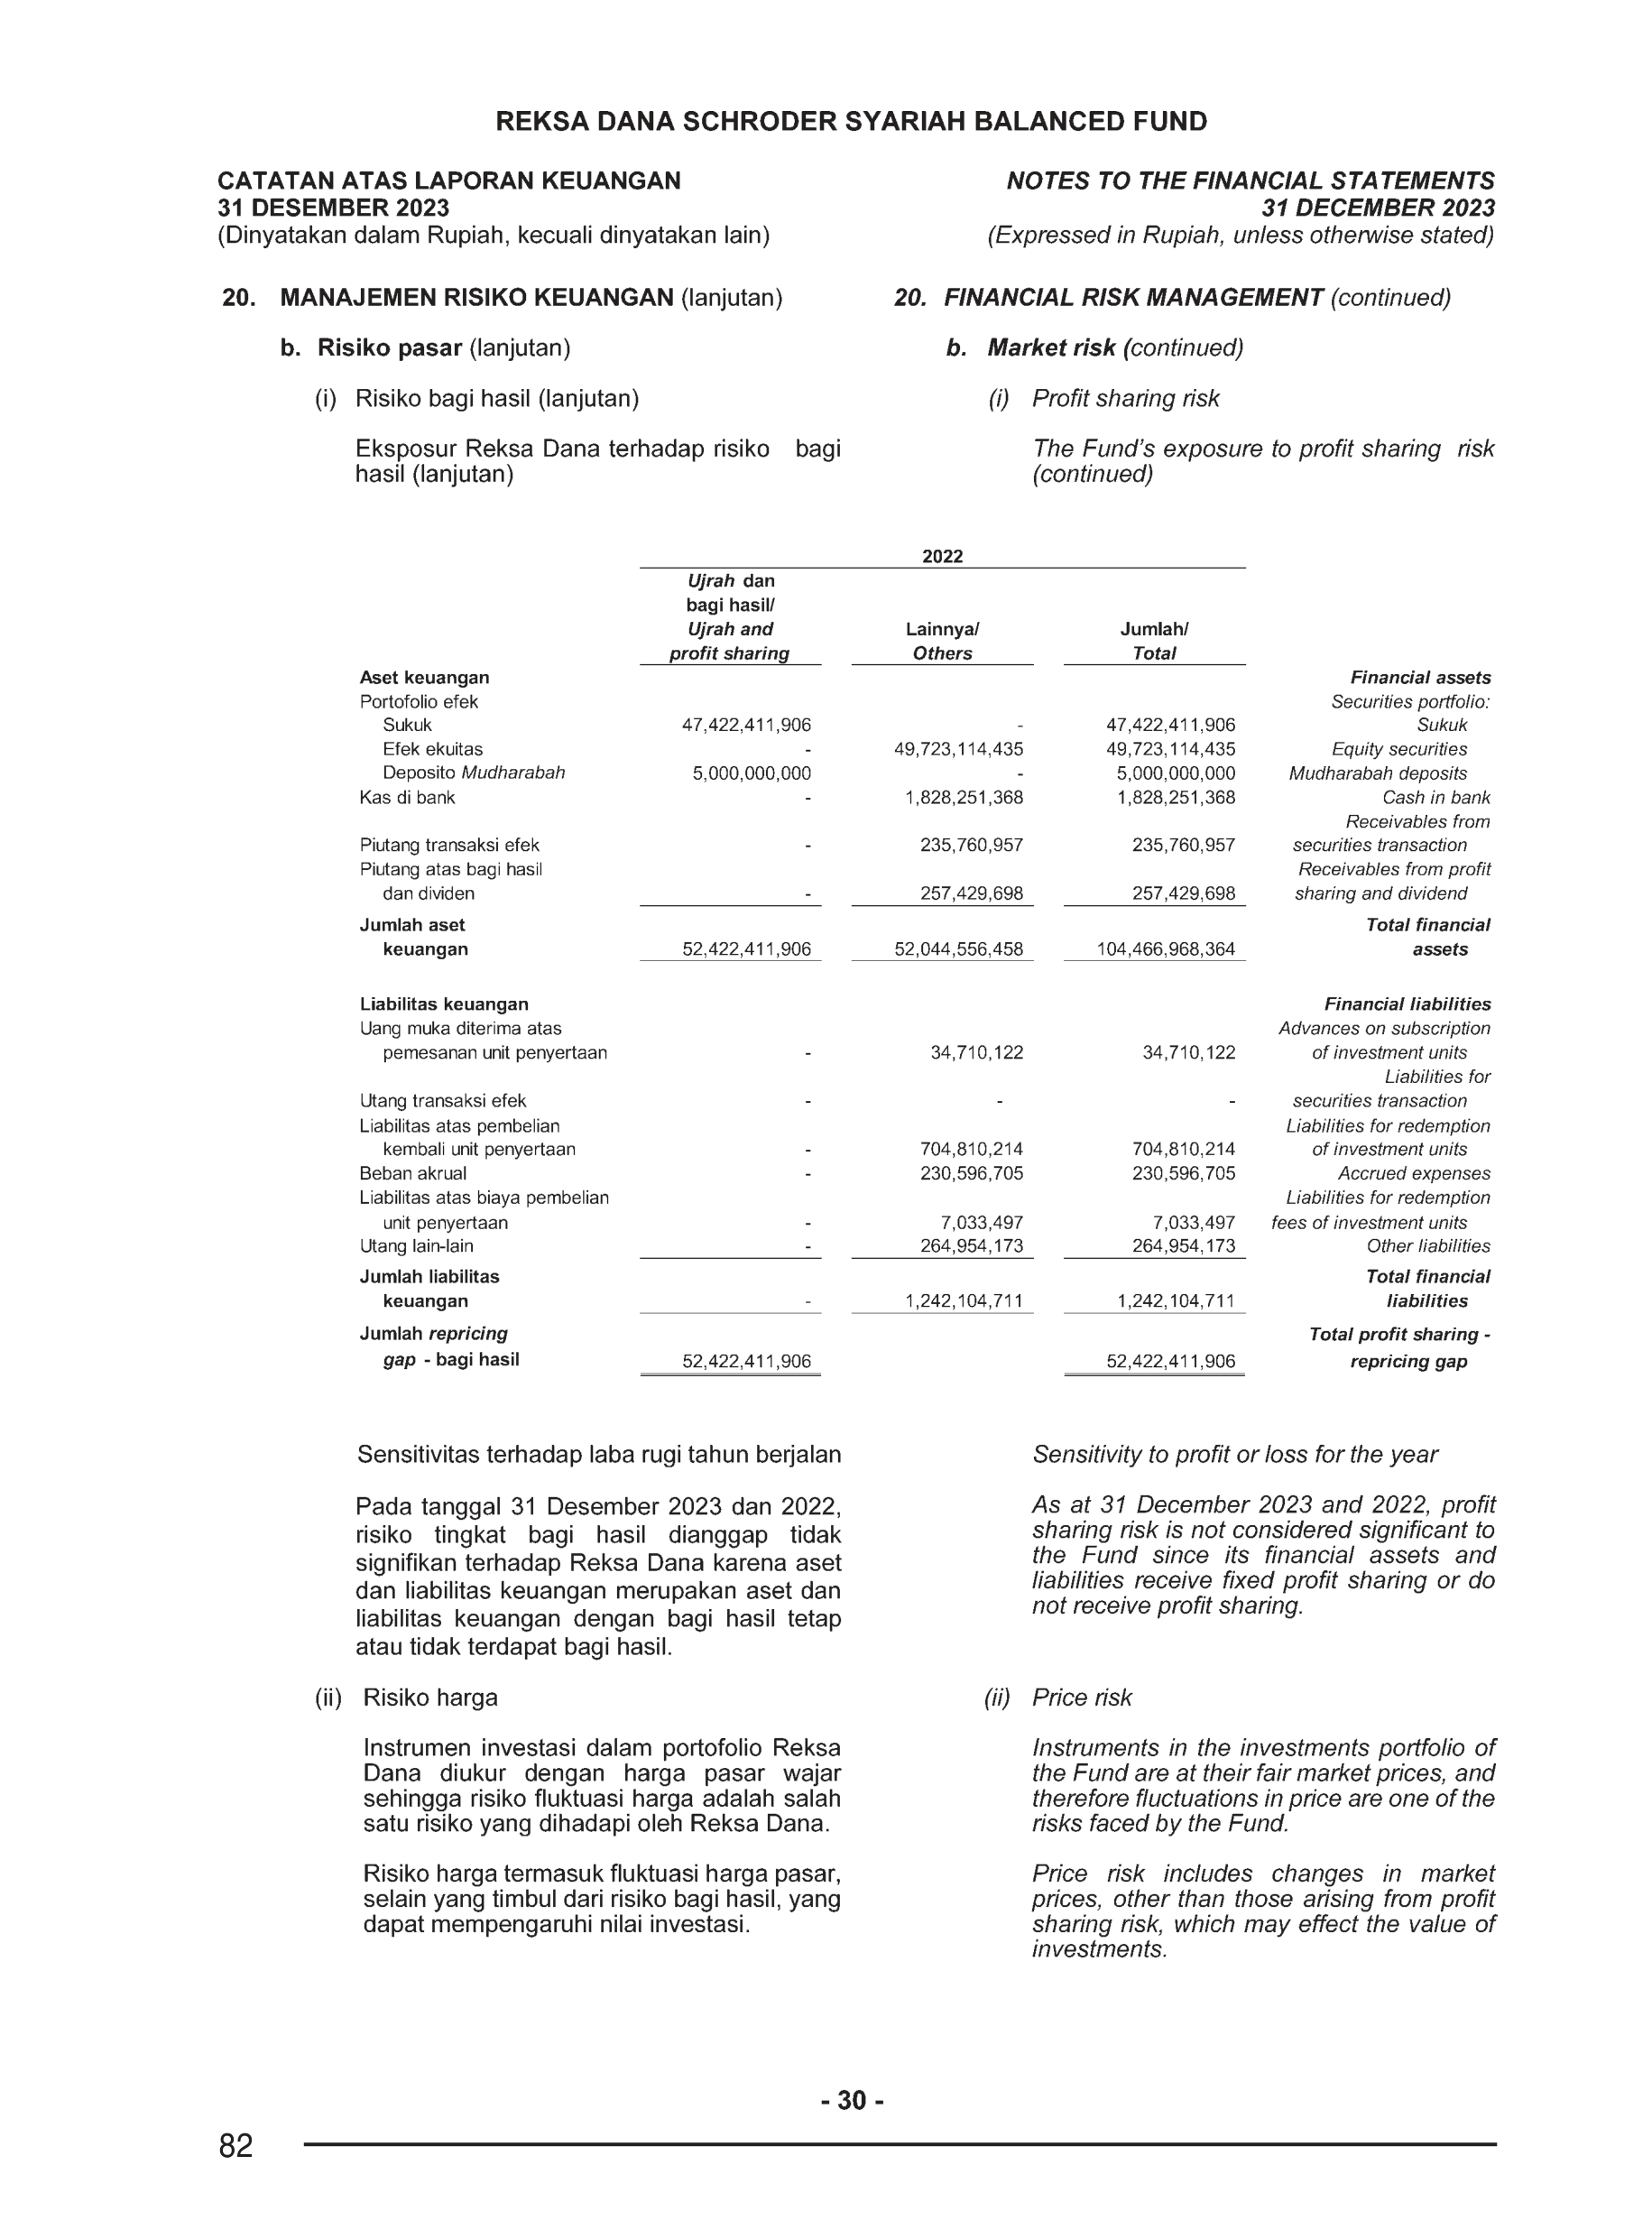 REKSA DANA SCHRODER SYARIAH BALANCED FUND
CATATAN ATAS LAPORAN KEUANGAN
31 DESEMBER 2023
(Dinyatakan dalam Rupiah, kecuali dinyatakan lain)
NOTES TO THE FINANCIAL STATEMENTS
31 DECEMBER 2023
(Expressed in Rupiah, unless otherwise stated)
20. MANAJEMEN RISIKO KEUANGAN (lanjutan)
20. FINANCIAL RISK MANAGEMENT (continued)
b. Risiko pasar (lanjutan)
b. Market risk (continued)
(i) Risiko bagi hasil (lanjutan)
(i) Profit sharing risk
Eksposur Reksa Dana terhadap risiko bagi
hasil (lanjutan)
The Fund's exposure to profit sharing risk
(continued)
2022
Ujrah dan
bagi hasil/
Ujrah and
profit sharing
Lainnya/
Others
Jumlah/
Total
Aset keuangan Financial assets
Portofolio efek Securities portfolio:
Sukuk 47,422,411,906 - 47,422,411,906 Sukuk
Efek ekuitas - 49,723,114,435 49,723,114,435 Equity securities
Deposito Mudharabah 5,000,000,000 - 5,000,000,000 Mudharabah deposits
Kas di bank - 1,828,251,368 1,828,251,368 Cash in bank
Receivables from
Piutang transaksi efek - 235,760,957 235,760,957 securities transaction
Piutang atas bagi hasil Receivables from profit
dan dividen - 257,429,698 257,429,698 sharing and dividend
Jumlah aset Total financial
keuangan 52,422,411,906 52,044,556,458 104,466,968,364 assets
Liabilitas keuangan Financial liabilities
Uang muka diterima atas Advances on subscription
pemesanan unit penyertaan - 34,710,122 34,710,122 of investment units
Liabilities for
Utang transaksi efek - - - securities transaction
Liabilitas atas pembelian Liabilities for redemption
kembali unit penyertaan - 704,810,214 704,810,214 of investment units
Beban akrual - 230,596,705 230,596,705 Accrued expenses
Liabilitas atas biaya pembelian Liabilities for redemption
unit penyertaan - 7,033,497 7,033,497 fees of investment units
Utang lain-lain - 264,954,173 264,954,173 Other liabilities
Jumlah liabilitas Total financial
keuangan - 1,242,104,711 1,242,104,711 liabilities
Jumlah repricing Total profit sharing -
gap - bagi hasil 52,422,411,906 52,422,411,906 repricing gap
Sensitivitas terhadap laba rugi tahun berjalan
Pada tanggal 31 Desember 2023 dan 2022,
risiko tingkat bagi hasil dianggap tidak
signifikan terhadap Reksa Dana karena aset
dan liabilitas keuangan merupakan aset dan
liabilitas keuangan dengan bagi hasil tetap
atau tidak terdapat bagi hasil.
Sensitivity to profit or loss for the year
As at 31 December 2023 and 2022, profit
sharing risk is not considered significant to
the Fund since its financial assets and
liabilities receive fixed profit sharing or do
not receive profit sharing.
(ii) Risiko harga
Instrumen investasi dalam portofolio Reksa
Dana diukur dengan harga pasar wajar
sehingga risiko fluktuasi harga adalah salah
satu risiko yang dihadapi oleh Reksa Dana.
Risiko harga termasuk fluktuasi harga pasar,
selain yang timbul dari risiko bagi hasil, yang
dapat mempengaruhi nilai investasi.
(ii) Price risk
Instruments in the investments portfolio of
the Fund are at their fair market prices, and
therefore fluctuations in price are one of the
risks faced by the Fund.
Price risk includes changes in market
prices, other than those arising from profit
sharing risk, which may effect the value of
investments.
- 30 -
82